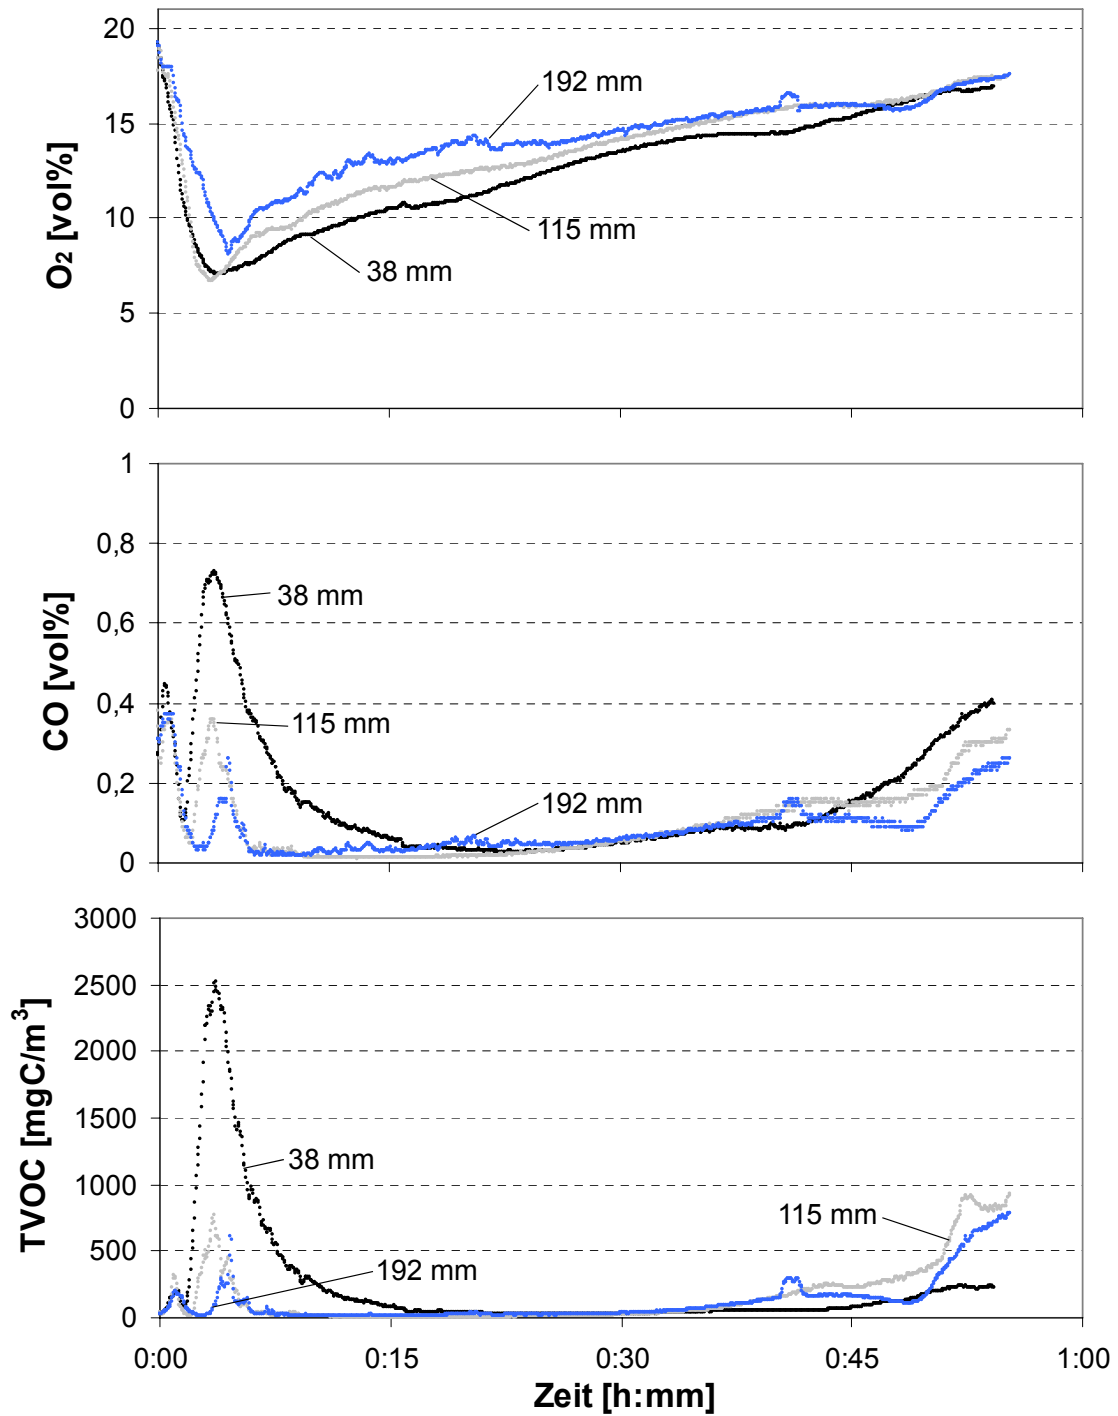 20
15
10
5
0
O₂ [vol%]
192 mm
115 mm
38 mm
1
0,8
0,6
0,4
0,2
0
CO [vol%]
38 mm
115 mm
192 mm
3000
2500
2000
1500
1000
500
0
TVOC [mgC/m³]
38 mm
115 mm
192 mm
0:00 0:15 0:30 0:45 1:00
Zeit [h:mm]